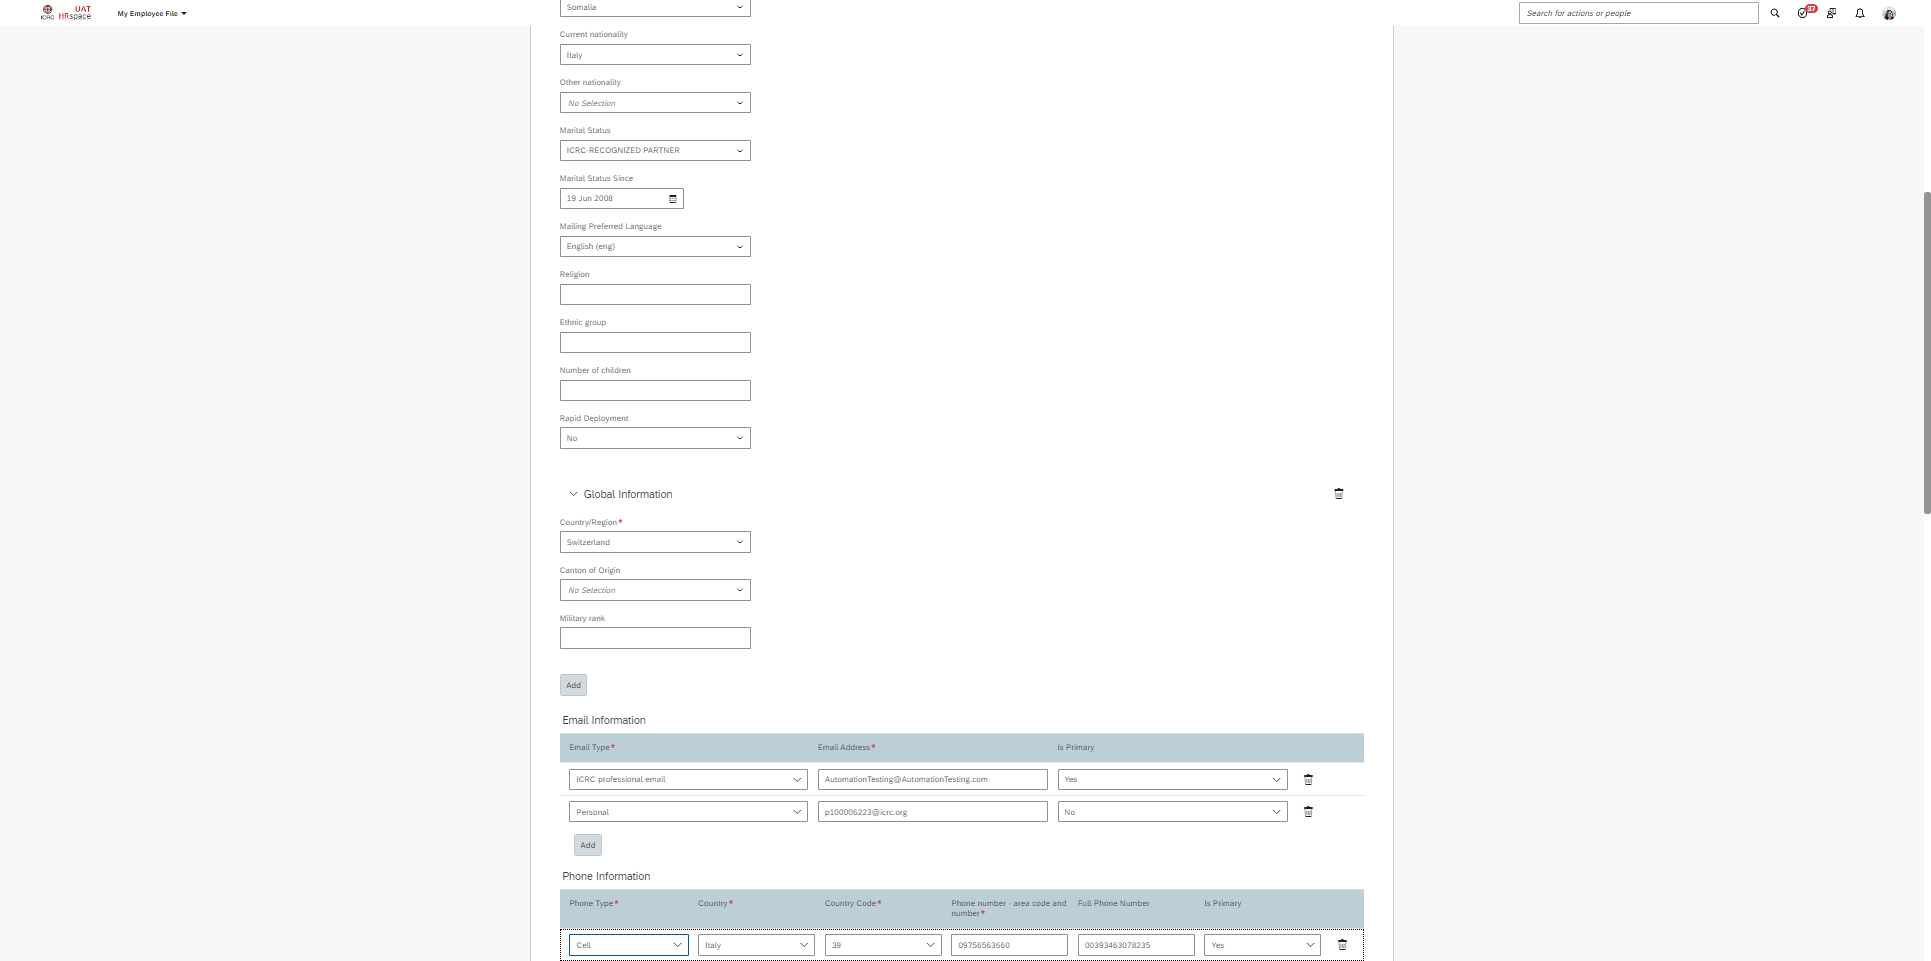 ICRC
UAT
HRspace
My Employee File
Search for actions or people
37
Somalia
Current nationality
Italy
Other nationality
No Selection
Marital Status
ICRC-RECOGNIZED PARTNER
Marital Status Since
19 Jun 2008
Mailing Preferred Language
English (eng)
Religion
Ethnic group
Number of children
Rapid Deployment
No
Global Information
Country/Region*
Switzerland
Canton of Origin
No Selection
Military rank
Add
Email Information
Email Type* Email Address* Is Primary
ICRC professional email AutomationTesting@AutomationTesting.com Yes
Personal p100006223@icrc.org No
Add
Phone Information
Phone Type* Country* Country Code* Phone number - area code and number* Full Phone Number Is Primary
Cell Italy 39 09756563660 00393463078235 Yes